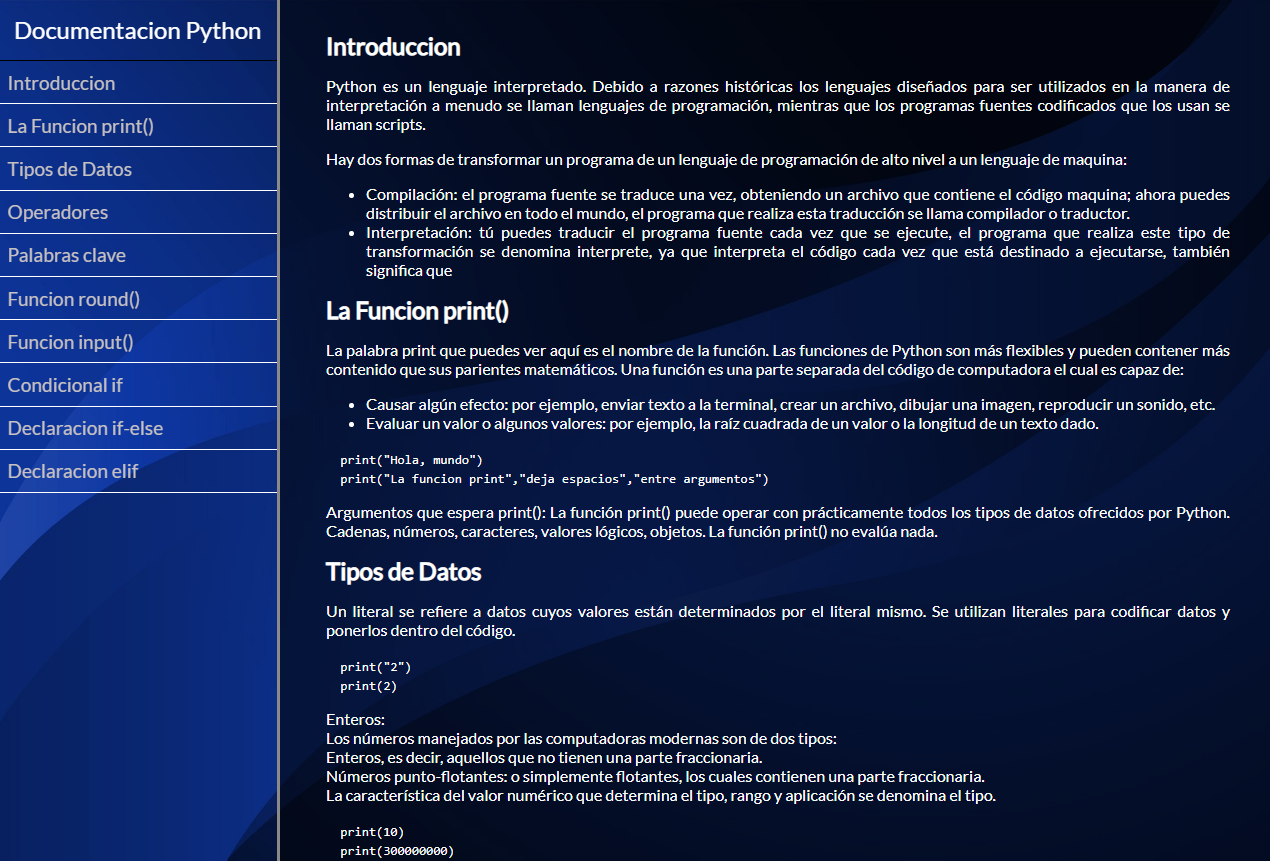 Documentacion Python
Introduccion
La Funcion print()
Tipos de Datos
Operadores
Palabras clave
Funcion round()
Funcion input()
Condicional if
Declaracion if-else
Declaracion elif
Introduccion
Python es un lenguaje interpretado. Debido a razones históricas los lenguajes diseñados para ser utilizados en la manera de
interpretación a menudo se llaman lenguajes de programación, mientras que los programas fuentes codificados que los usan se
llaman scripts.
Hay dos formas de transformar un programa de un lenguaje de programación de alto nivel a un lenguaje de maquina:
• Compilación: el programa fuente se traduce una vez, obteniendo un archivo que contiene el código maquina; ahora puedes
distribuir el archivo en todo el mundo, el programa que realiza esta traducción se llama compilador o traductor.
• Interpretación: tú puedes traducir el programa fuente cada vez que se ejecute, el programa que realiza este tipo de
transformación se denomina interprete, ya que interpreta el código cada vez que está destinado a ejecutarse, también
significa que
La Funcion print()
La palabra print que puedes ver aquí es el nombre de la función. Las funciones de Python son más flexibles y pueden contener más
contenido que sus parientes matemáticos. Una función es una parte separada del código de computadora el cual es capaz de:
• Causar algún efecto: por ejemplo, enviar texto a la terminal, crear un archivo, dibujar una imagen, reproducir un sonido, etc.
• Evaluar un valor o algunos valores: por ejemplo, la raíz cuadrada de un valor o la longitud de un texto dado.
print("Hola, mundo")
print("La funcion print","deja espacios","entre argumentos")
Argumentos que espera print(): La función print() puede operar con prácticamente todos los tipos de datos ofrecidos por Python.
Cadenas, números, caracteres, valores lógicos, objetos. La función print() no evalúa nada.
Tipos de Datos
Un literal se refiere a datos cuyos valores están determinados por el literal mismo. Se utilizan literales para codificar datos y
ponerlos dentro del código.
print("2")
print(2)
Enteros:
Los números manejados por las computadoras modernas son de dos tipos:
Enteros, es decir, aquellos que no tienen una parte fraccionaria.
Números punto-flotantes: o simplemente flotantes, los cuales contienen una parte fraccionaria.
La característica del valor numérico que determina el tipo, rango y aplicación se denomina el tipo.
print(10)
print(300000000)